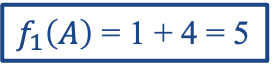 f₁(A) = 1 + 4 = 5